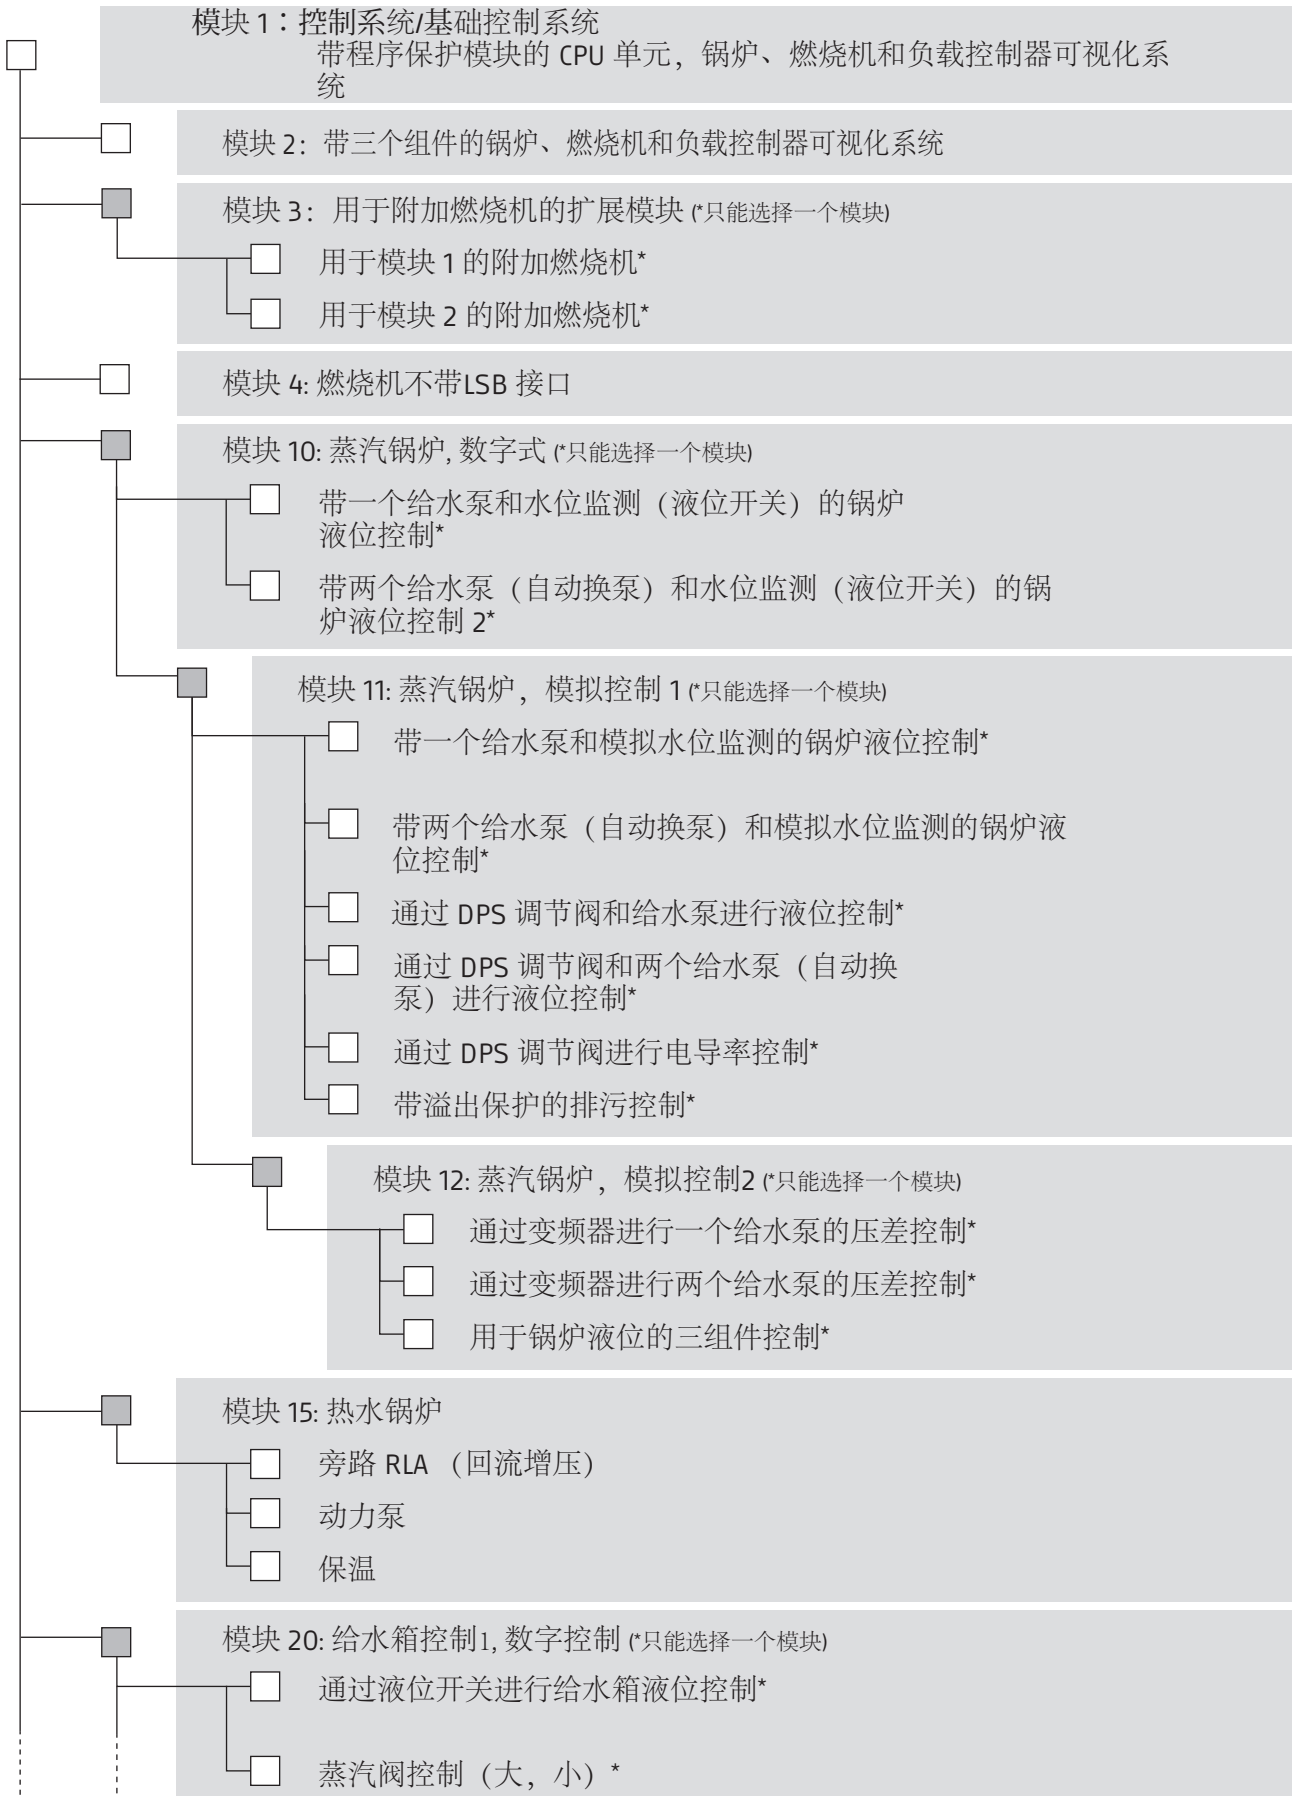 模块 1：控制系统/基础控制系统
带程序保护模块的 CPU 单元，锅炉、燃烧机和负载控制器可视化系
统
模块 2：带三个组件的锅炉、燃烧机和负载控制器可视化系统
模块 3：用于附加燃烧机的扩展模块 (*只能选择一个模块)
用于模块 1 的附加燃烧机*
用于模块 2 的附加燃烧机*
模块 4: 燃烧机不带LSB 接口
模块 10: 蒸汽锅炉, 数字式 (*只能选择一个模块)
带一个给水泵和水位监测（液位开关）的锅炉
液位控制*
带两个给水泵（自动换泵）和水位监测（液位开关）的锅
炉液位控制 2*
模块 11: 蒸汽锅炉，模拟控制 1 (*只能选择一个模块)
带一个给水泵和模拟水位监测的锅炉液位控制*
带两个给水泵（自动换泵）和模拟水位监测的锅炉液
位控制*
通过 DPS 调节阀和给水泵进行液位控制*
通过 DPS 调节阀和两个给水泵（自动换
泵）进行液位控制*
通过 DPS 调节阀进行电导率控制*
带溢出保护的排污控制*
模块 12: 蒸汽锅炉，模拟控制2 (*只能选择一个模块)
通过变频器进行一个给水泵的压差控制*
通过变频器进行两个给水泵的压差控制*
用于锅炉液位的三组件控制*
模块 15: 热水锅炉
旁路 RLA （回流增压）
动力泵
保温
模块 20: 给水箱控制1, 数字控制 (*只能选择一个模块)
通过液位开关进行给水箱液位控制*
蒸汽阀控制（大，小）*